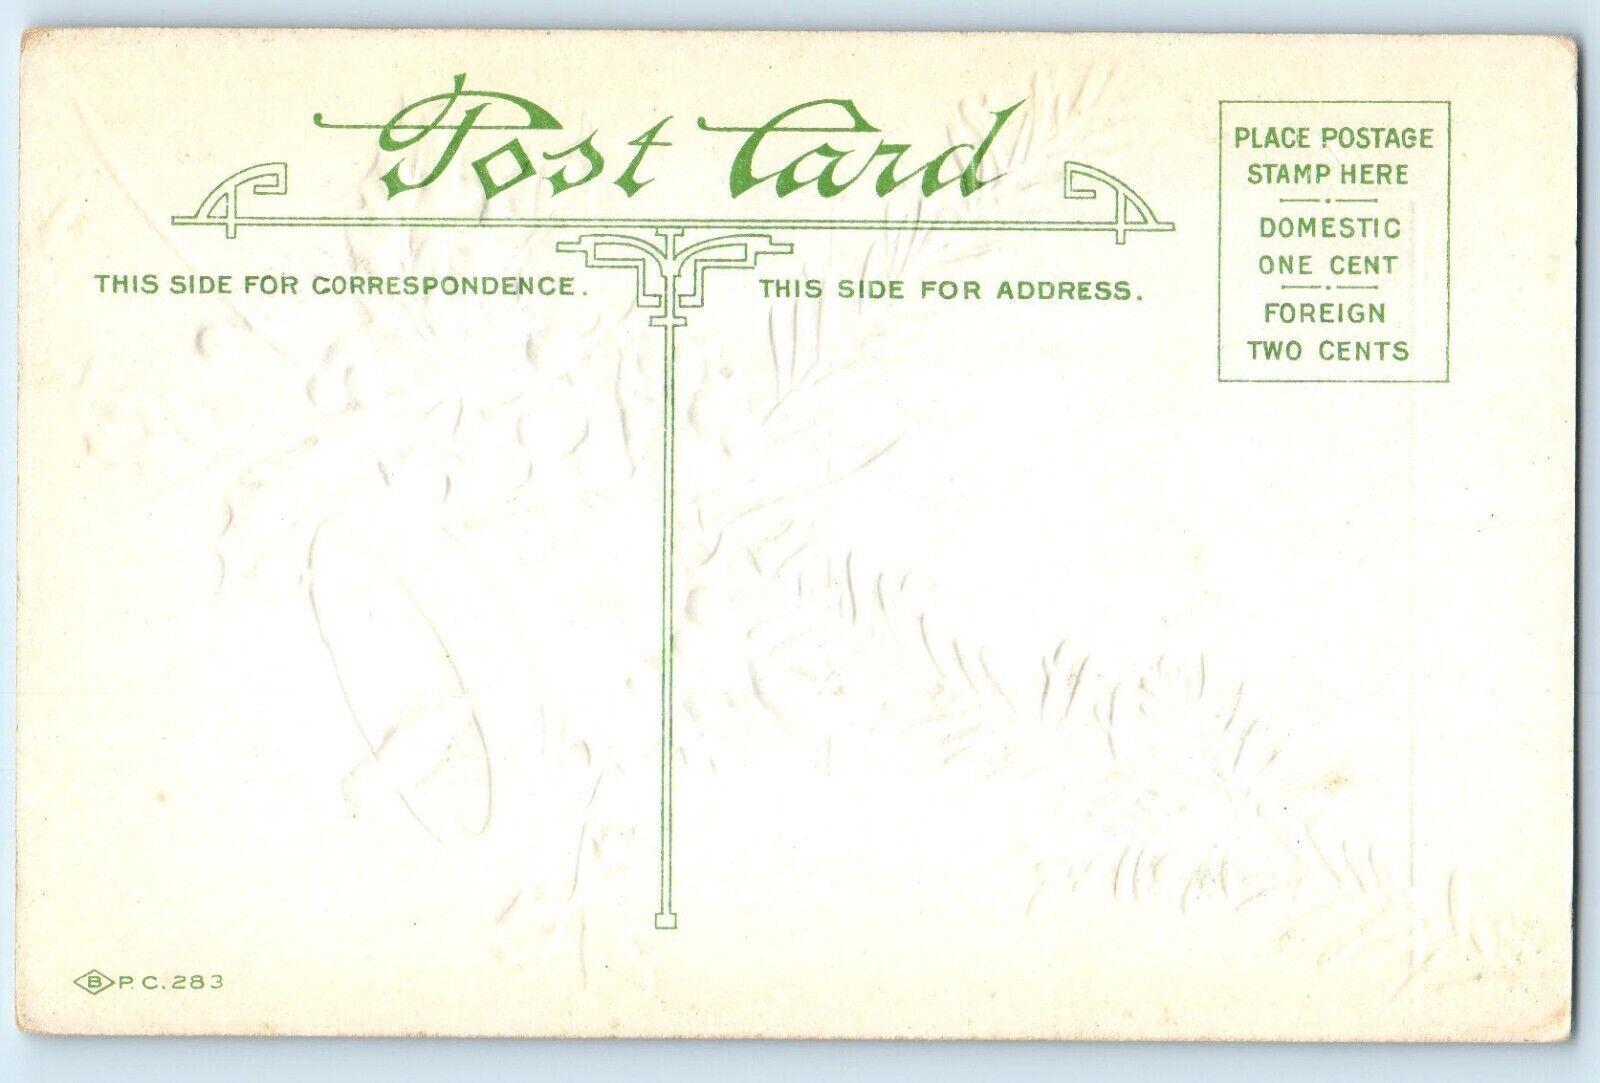 Post Card
THIS SIDE FOR CORRESPONDENCE.
THIS SIDE FOR ADDRESS.
PLACE POSTAGE
STAMP HERE
DOMESTIC
ONE CENT
FOREIGN
TWO CENTS
B P.C.283